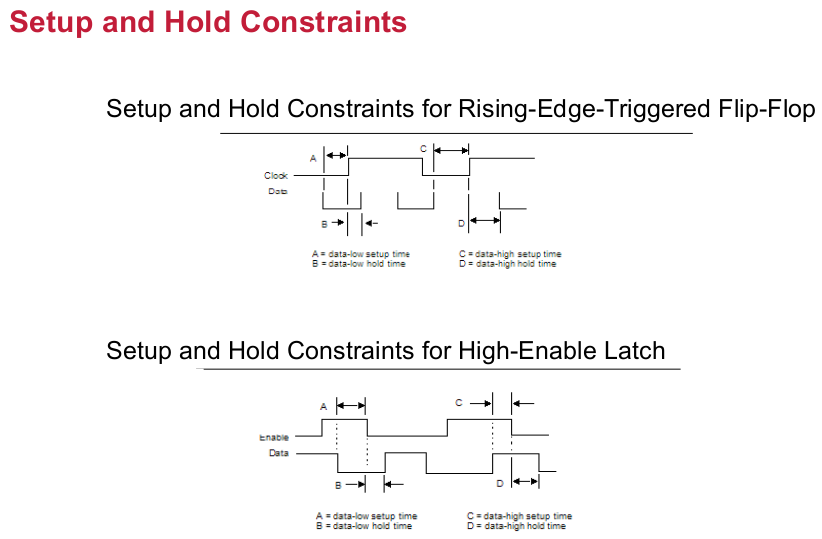 Setup and Hold Constraints
Setup and Hold Constraints for Rising-Edge-Triggered Flip-Flop
A
C
Clock
Data
B
D
A = data-low setup time
C = data-high setup time
B = data-low hold time
D = data-high hold time
Setup and Hold Constraints for High-Enable Latch
A
C
Enable
Data
B
D
A = data-low setup time
C = data-high setup time
B = data-low hold time
D = data-high hold time